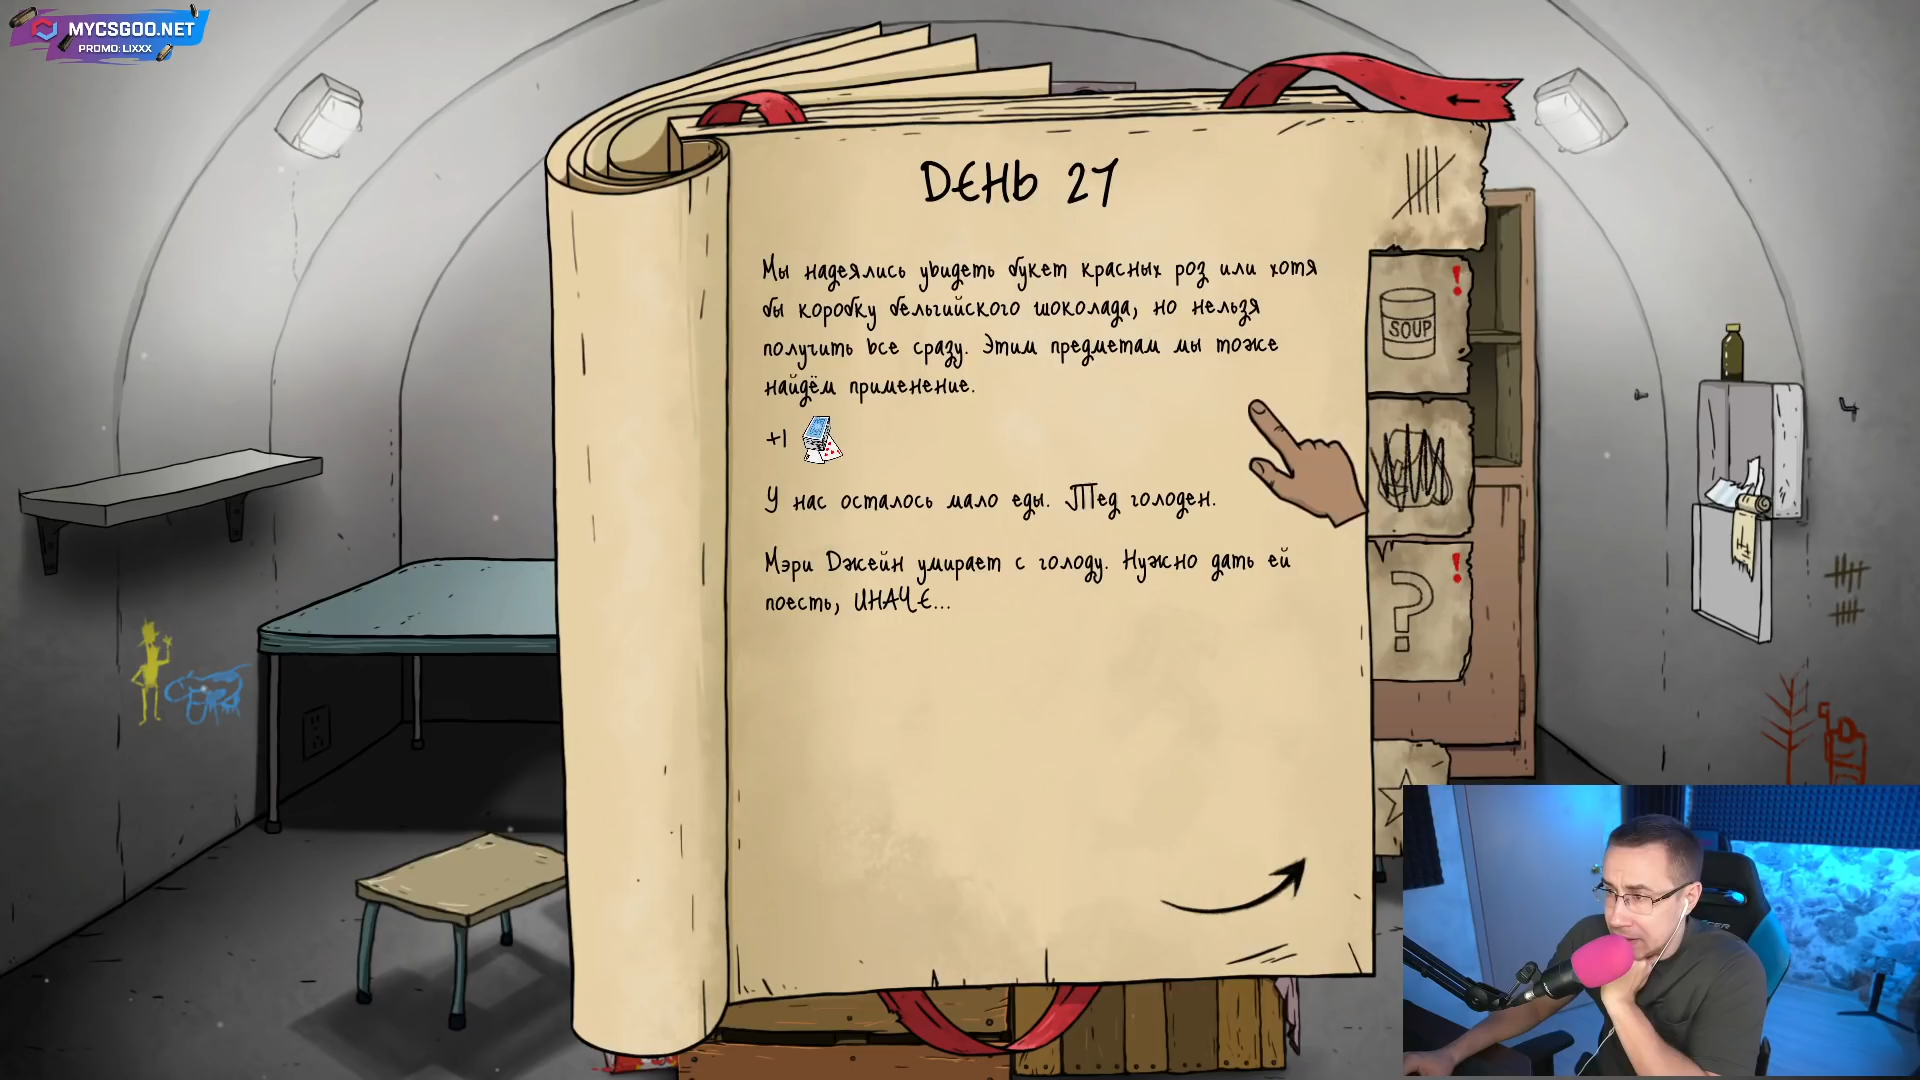 MYCSGOO.NET
PROMO: LIXXX
ДЕНЬ 27
Мы надеялись увидеть букет красных роз или хотя
бы коробку бельгийского шоколада, но нельзя
получить все сразу. Этим предметам мы тоже
найдём применение.
+1
У нас осталось мало еды. Тед голоден.
Мэри Джейн умирает с голоду. Нужно дать ей
поесть, ИНАЧЕ...
!
SOUP
!
?